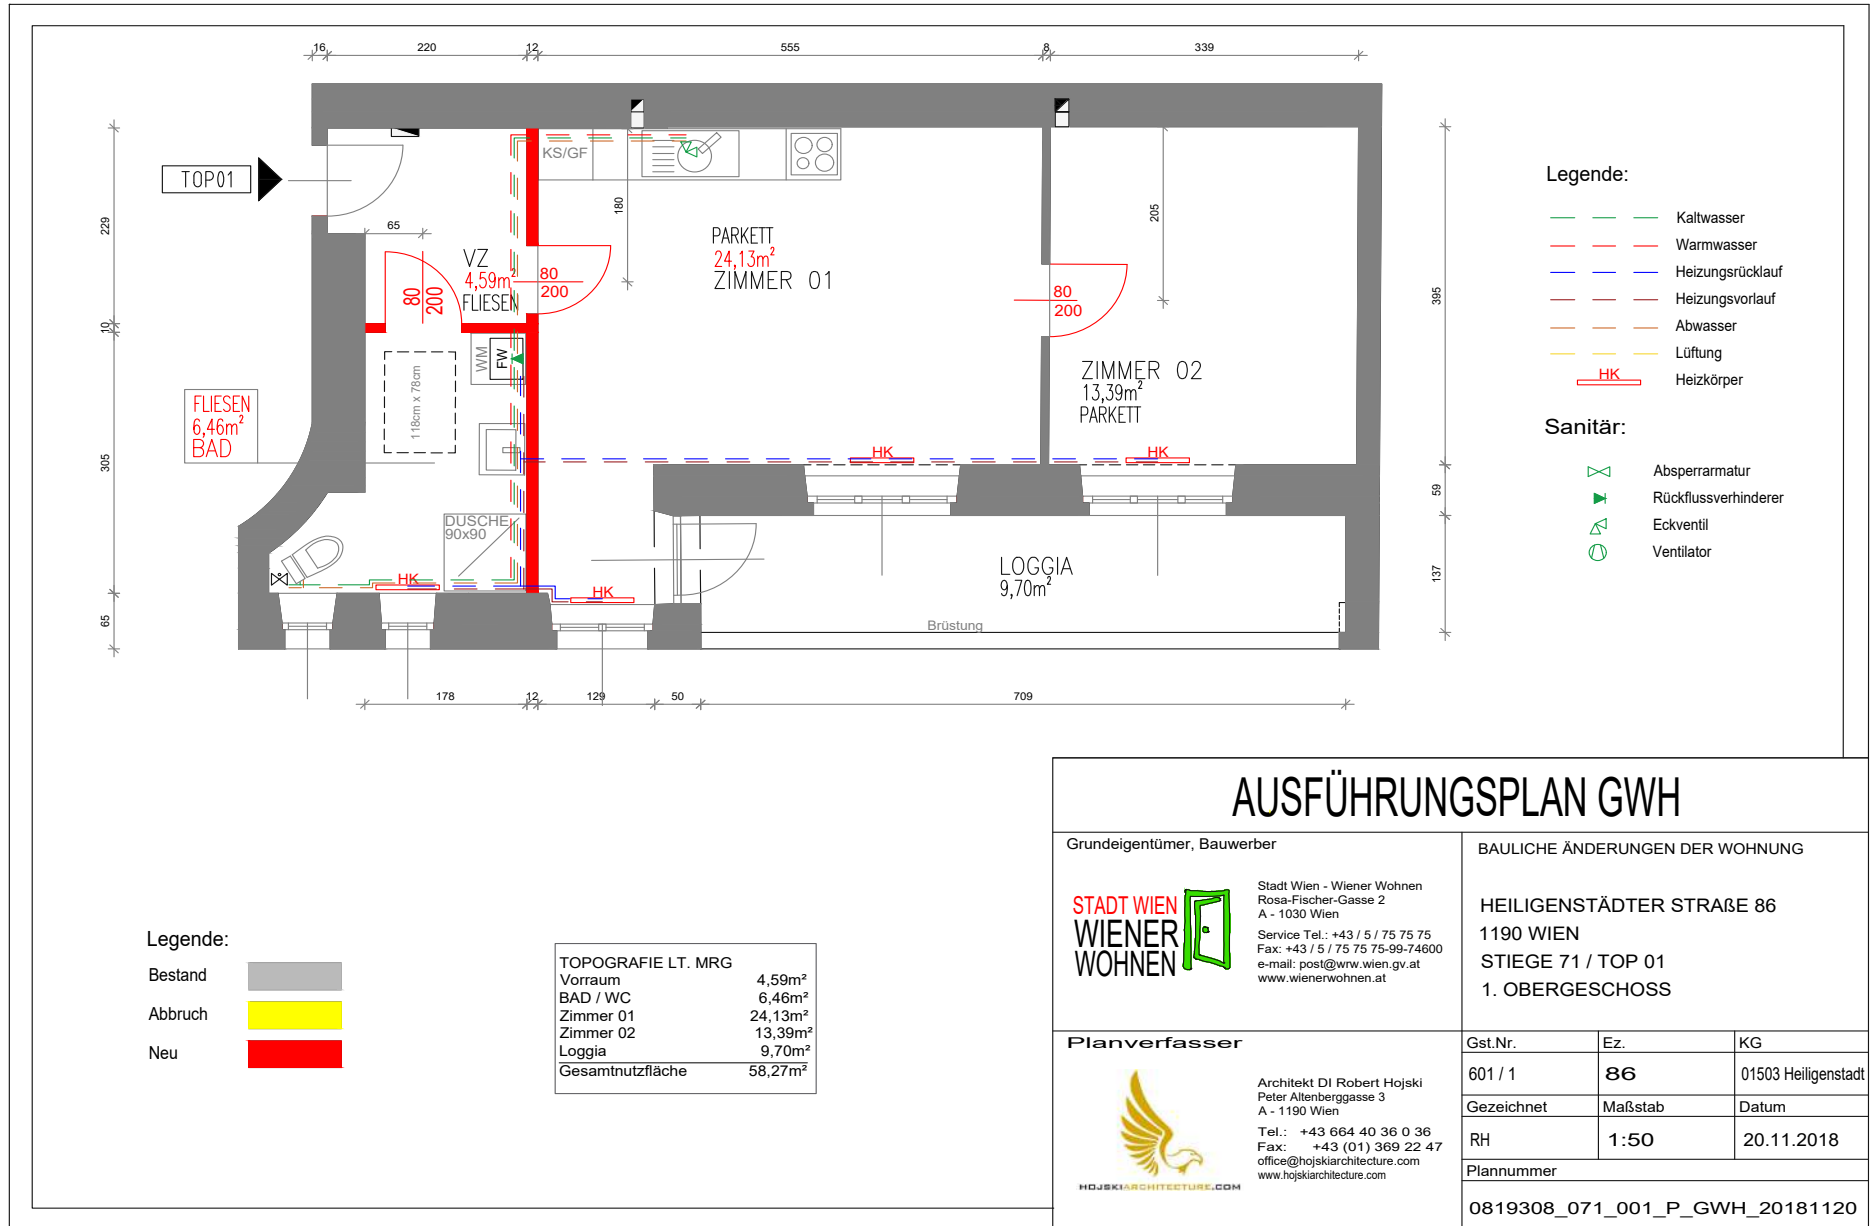 16 220 12 555 8 339
TOP01
KS/GF
180
205
229
65
VZ
4,59m²
FLIESEN
80
200
80
200
PARKETT
24,13m²
ZIMMER 01
80
200
395
10
WM
FW
118cm x 78cm
FLIESEN
6,46m²
BAD
ZIMMER 02
13,39m²
PARKETT
305
HK
HK
59
DUSCHE
90x90
LOGGIA
9,70m²
137
HK
HK
65
Brüstung
178 12 129 50 709
Legende:
Kaltwasser
Warmwasser
Heizungsrücklauf
Heizungsvorlauf
Abwasser
Lüftung
HK Heizkörper
Sanitär:
Absperrarmatur
Rückflussverhinderer
Eckventil
Ventilator
Legende:
Bestand
Abbruch
Neu
TOPOGRAFIE LT. MRG
Vorraum 4,59m²
BAD / WC 6,46m²
Zimmer 01 24,13m²
Zimmer 02 13,39m²
Loggia 9,70m²
Gesamtnutzfläche 58,27m²
AUSFÜHRUNGSPLAN GWH
Grundeigentümer, Bauwerber
STADT WIEN
WIENER
WOHNEN
Stadt Wien - Wiener Wohnen
Rosa-Fischer-Gasse 2
A - 1030 Wien
Service Tel.: +43 / 5 / 75 75 75
Fax: +43 / 5 / 75 75 75-99-74600
e-mail: post@wrw.wien.gv.at
www.wienerwohnen.at
BAULICHE ÄNDERUNGEN DER WOHNUNG
HEILIGENSTÄDTER STRAßE 86
1190 WIEN
STIEGE 71 / TOP 01
1. OBERGESCHOSS
Planverfasser
HOJSKIARCHITECTURE.COM
Architekt DI Robert Hojski
Peter Altenberggasse 3
A - 1190 Wien
Tel.: +43 664 40 36 0 36
Fax: +43 (01) 369 22 47
office@hojskiarchitecture.com
www.hojskiarchitecture.com
Gst.Nr. Ez. KG
601 / 1 86 01503 Heiligenstadt
Gezeichnet Maßstab Datum
RH 1:50 20.11.2018
Plannummer
0819308_071_001_P_GWH_20181120